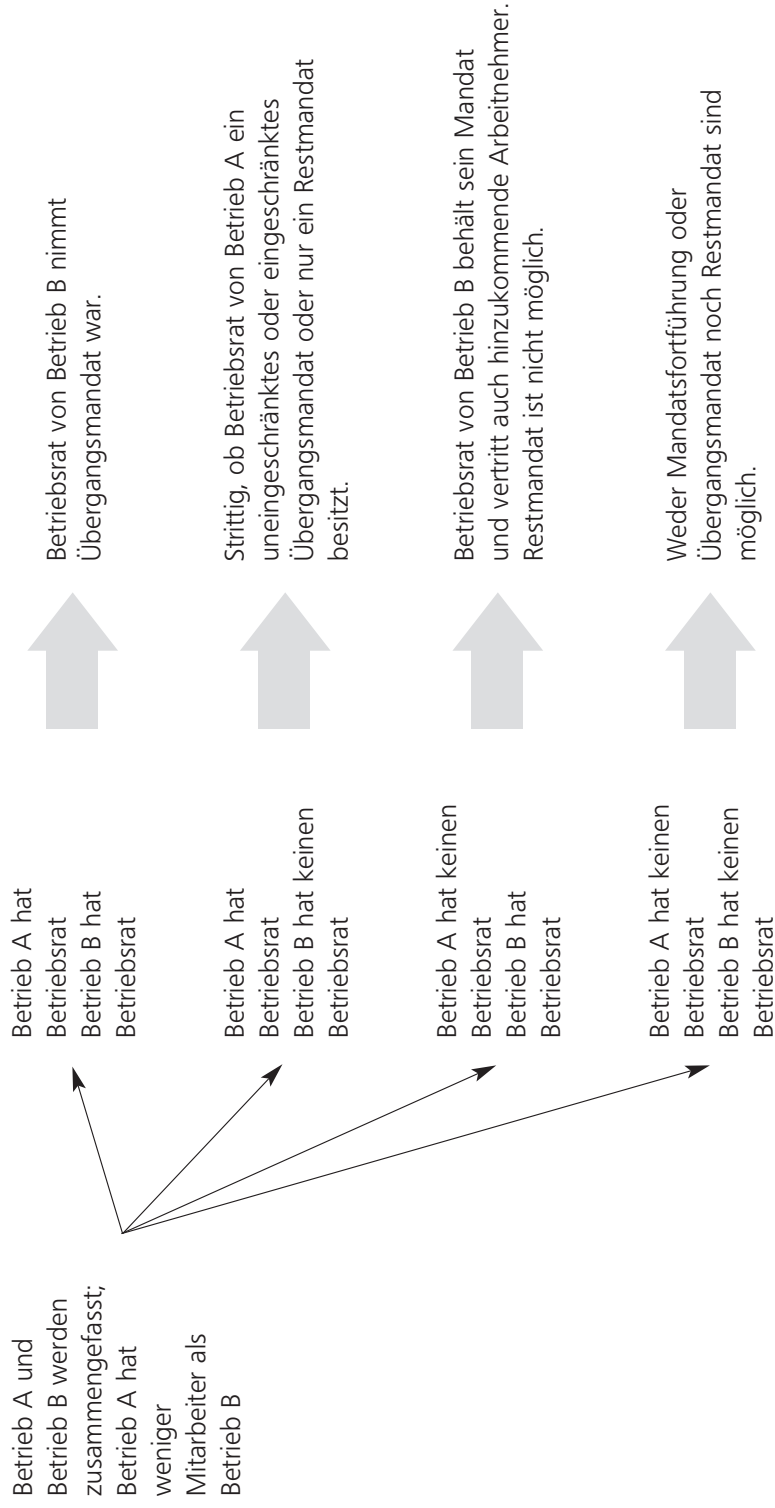 Betrieb A und
Betrieb B werden
zusammengefasst;
Betrieb A hat
weniger
Mitarbeiter als
Betrieb B
Betrieb A hat
Betriebsrat
Betrieb B hat
Betriebsrat
Betriebsrat von Betrieb B nimmt
Übergangsmandat war.
Betrieb A hat
Betriebsrat
Betrieb B hat keinen
Betriebsrat
Strittig, ob Betriebsrat von Betrieb A ein
uneingeschränktes oder eingeschränktes
Übergangsmandat oder nur ein Restmandat
besitzt.
Betrieb A hat keinen
Betriebsrat
Betrieb B hat
Betriebsrat
Betriebsrat von Betrieb B behält sein Mandat
und vertritt auch hinzukommende Arbeitnehmer.
Restmandat ist nicht möglich.
Betrieb A hat keinen
Betriebsrat
Betrieb B hat keinen
Betriebsrat
Weder Mandatsfortführung oder
Übergangsmandat noch Restmandat sind
möglich.